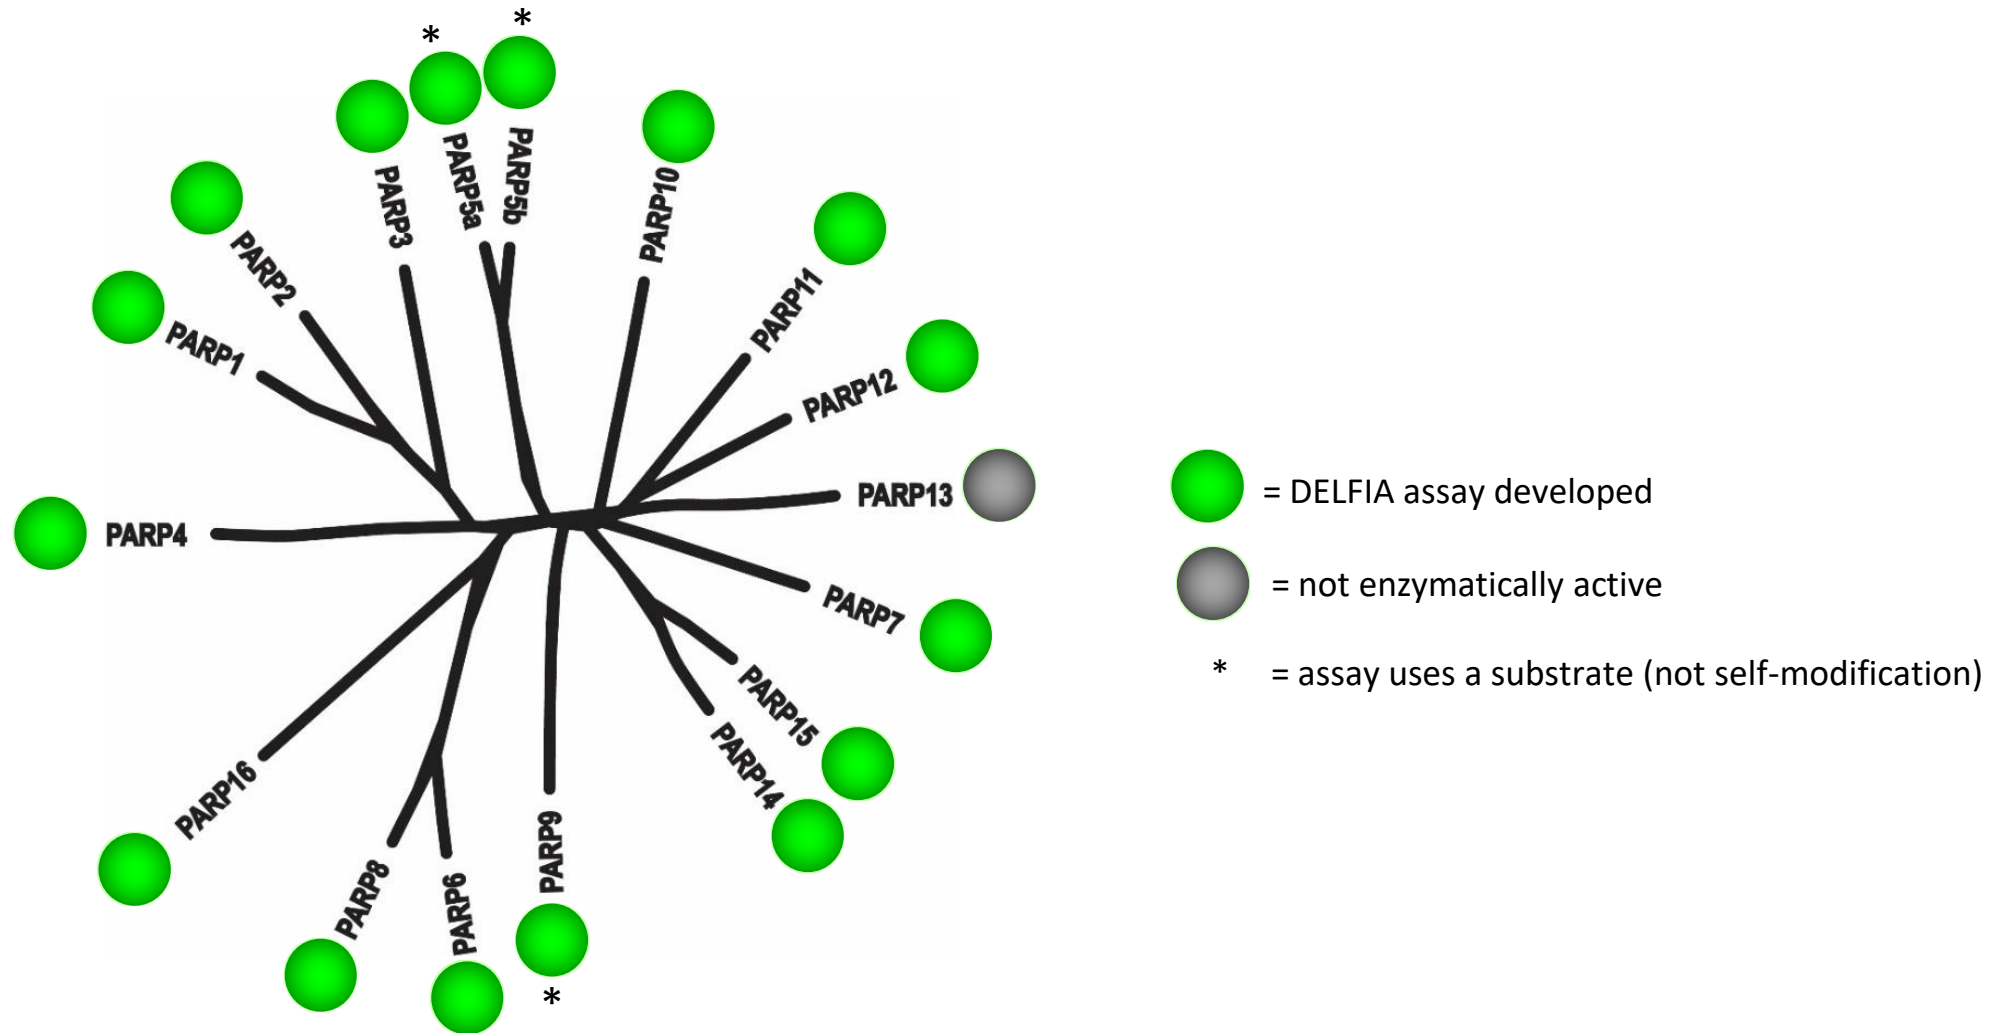 *
*
PARP5b
PARP5a
PARP3
PARP10
PARP2
PARP11
PARP1
PARP12
PARP13
PARP4
PARP7
PARP15
PARP14
PARP16
PARP9
PARP8
PARP6
*
= DELFIA assay developed
= not enzymatically active
* = assay uses a substrate (not self-modification)